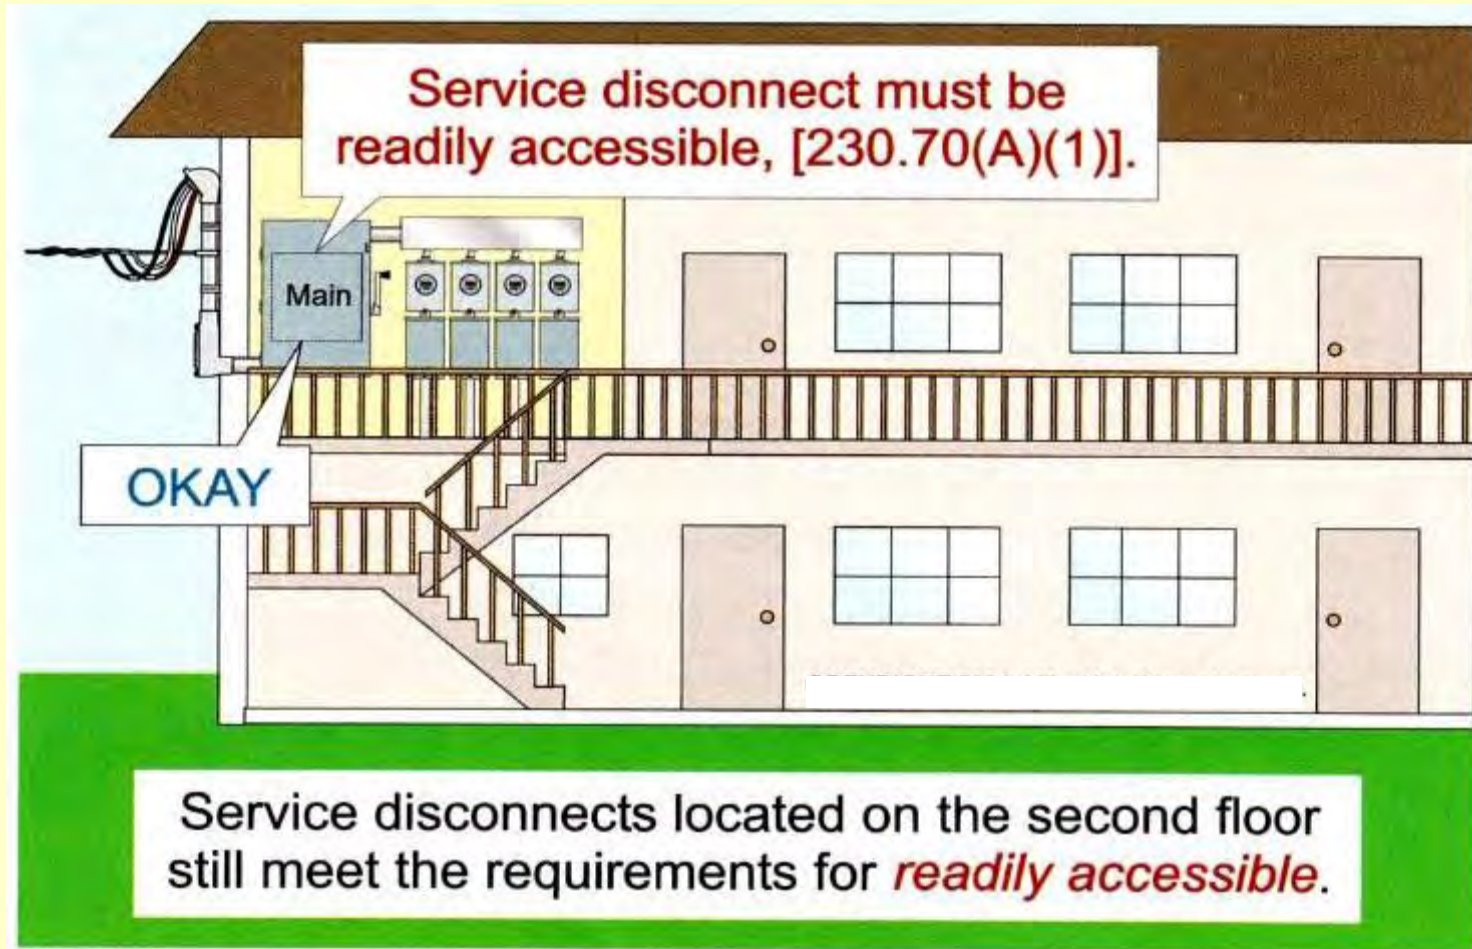 Service disconnect must be
readily accessible, [230.70(A)(1)].
Main
OKAY
Service disconnects located on the second floor
still meet the requirements for readily accessible.